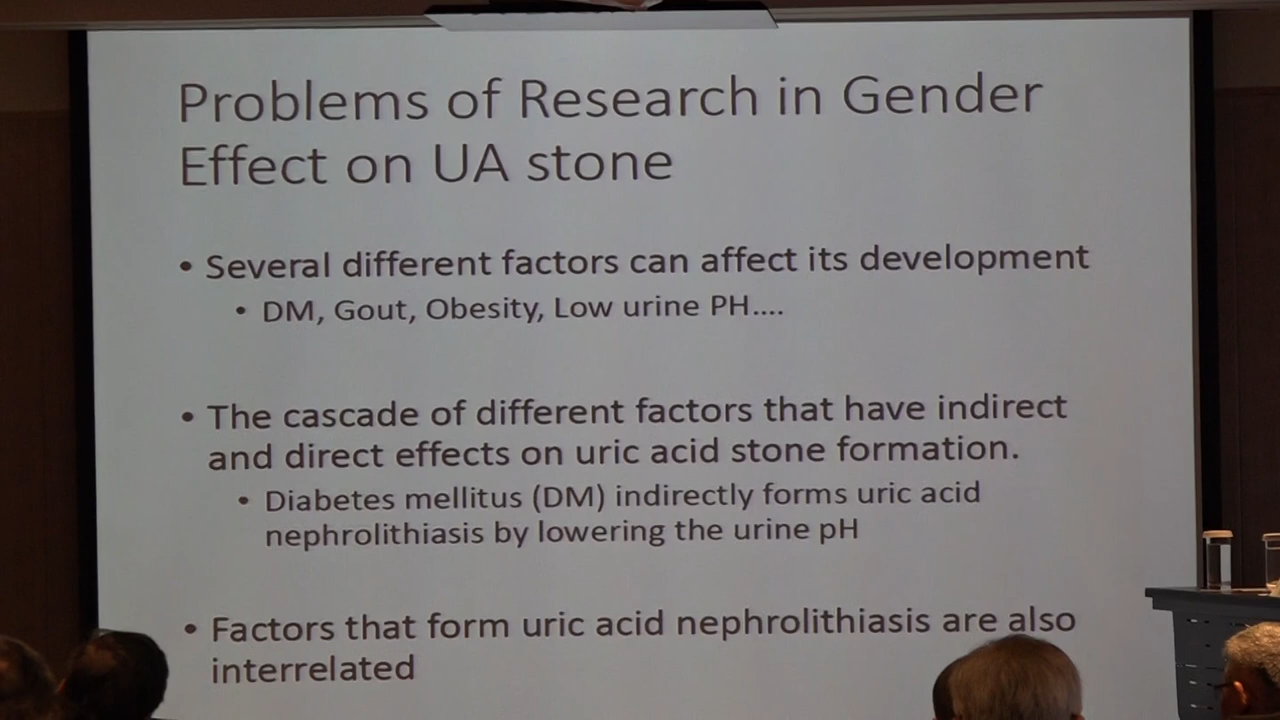 Problems of Research in Gender
Effect on UA stone
• Several different factors can affect its development
• DM, Gout, Obesity, Low urine PH....
• The cascade of different factors that have indirect
and direct effects on uric acid stone formation.
• Diabetes mellitus (DM) indirectly forms uric acid
nephrolithiasis by lowering the urine pH
• Factors that form uric acid nephrolithiasis are also
interrelated